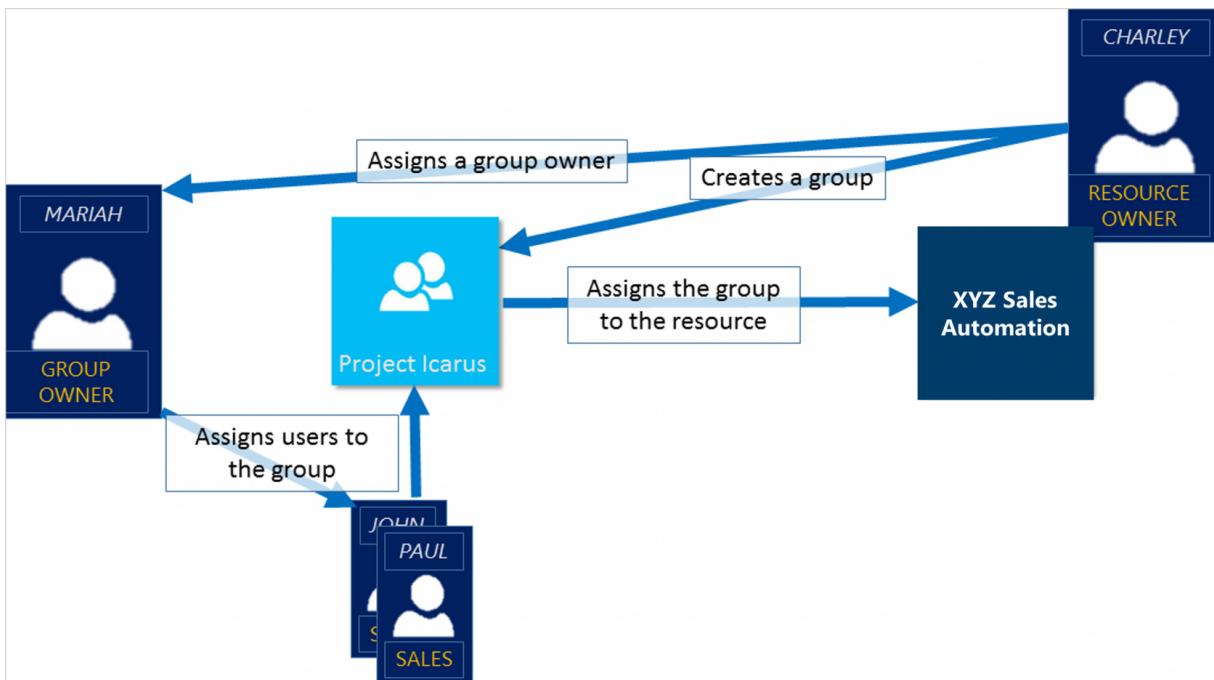 CHARLEY
RESOURCE
OWNER
Assigns a group owner
Creates a group
MARIAH
GROUP
OWNER
Project Icarus
Assigns the group
to the resource
XYZ Sales
Automation
Assigns users to
the group
JOHN
PAUL
SALES